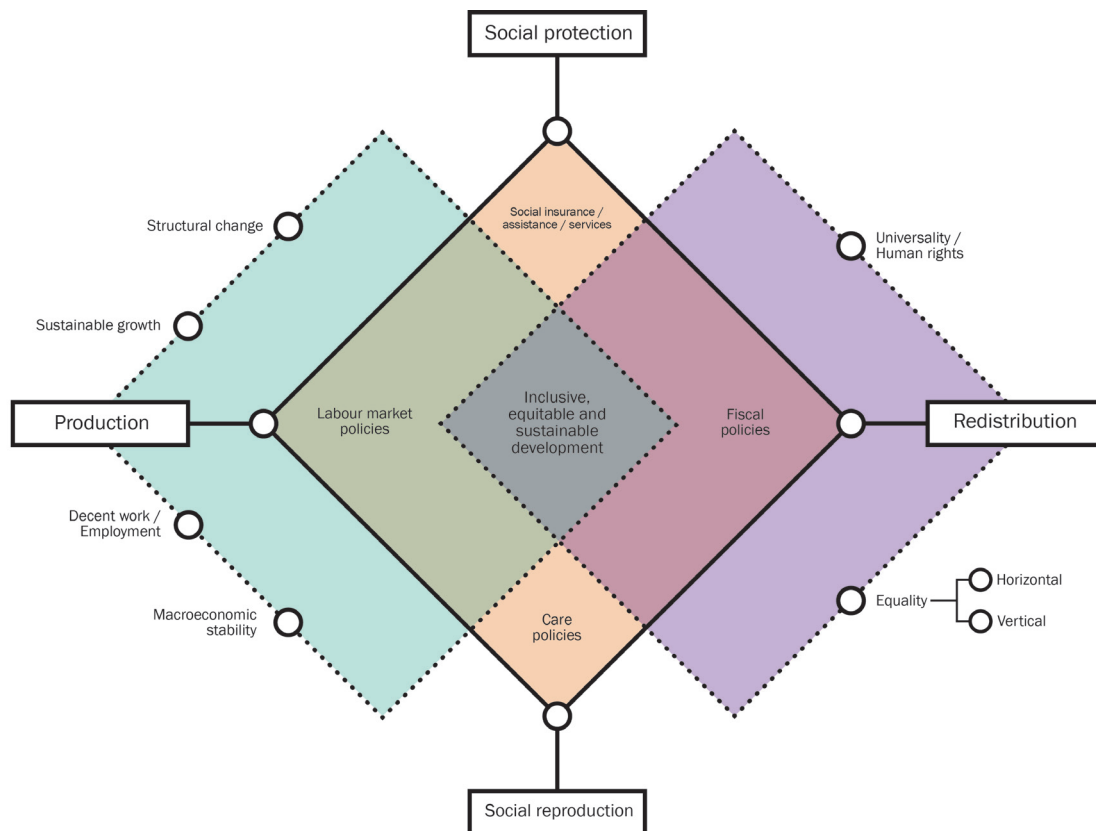 Social protection
Social insurance /
assistance / services
Structural change
Universality /
Human rights
Sustainable growth
Production
Labour market
policies
Inclusive,
equitable and
sustainable
development
Fiscal
policies
Redistribution
Decent work /
Employment
Macroeconomic
stability
Care
policies
Equality
Horizontal
Vertical
Social reproduction